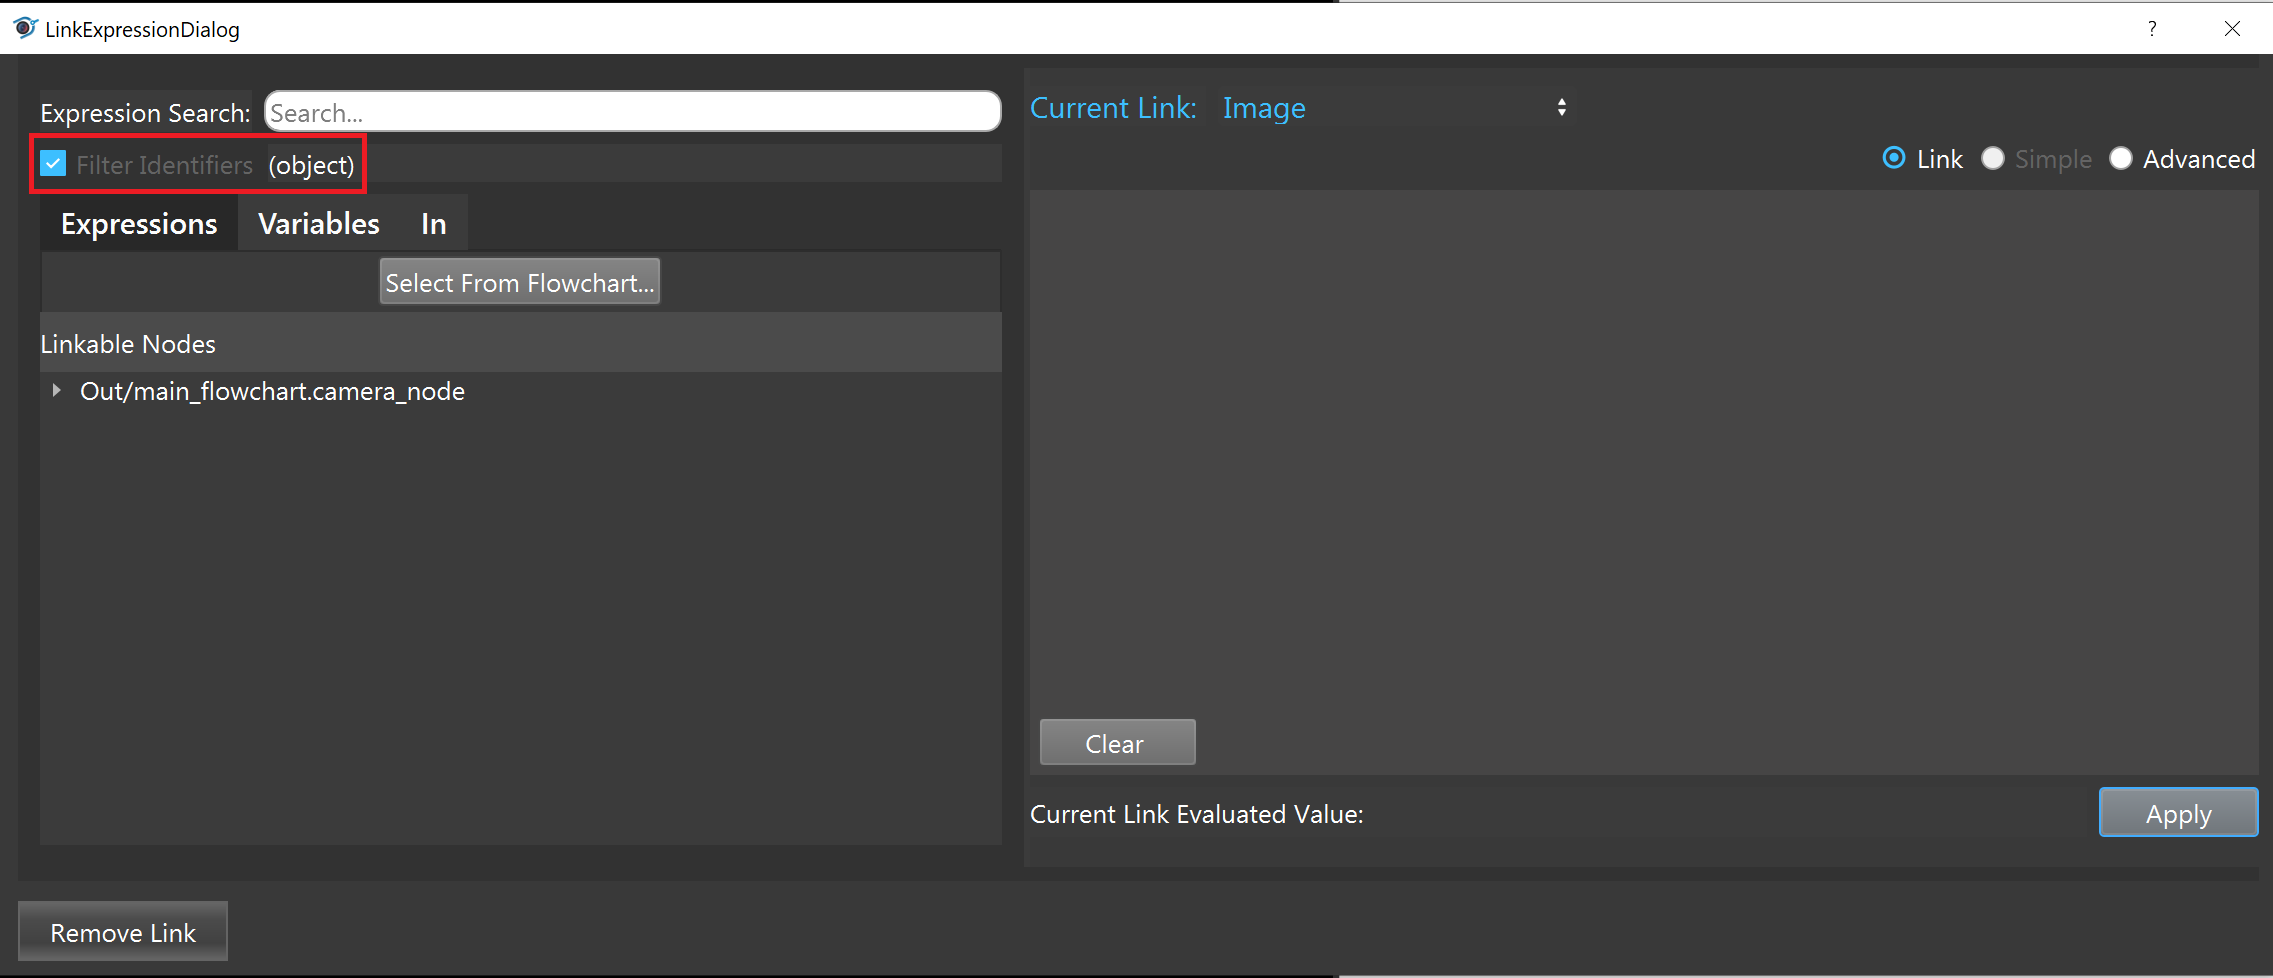 LinkExpressionDialog
?
Expression Search: Search...
Filter Identifiers (object)
Expressions Variables In
Select From Flowchart...
Linkable Nodes
Out/main_flowchart.camera_node
Current Link: Image
Link Simple Advanced
Clear
Current Link Evaluated Value:
Apply
Remove Link